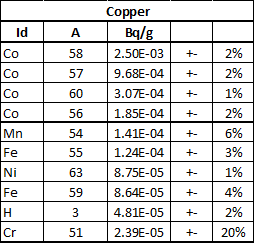 Copper
Id A Bq/g
Co 58 2.50E-03 +- 2%
Co 57 9.68E-04 +- 2%
Co 60 3.07E-04 +- 1%
Co 56 1.85E-04 +- 2%
Mn 54 1.41E-04 +- 6%
Fe 55 1.24E-04 +- 3%
Ni 63 8.75E-05 +- 1%
Fe 59 8.64E-05 +- 4%
H 3 4.81E-05 +- 2%
Cr 51 2.39E-05 +- 20%